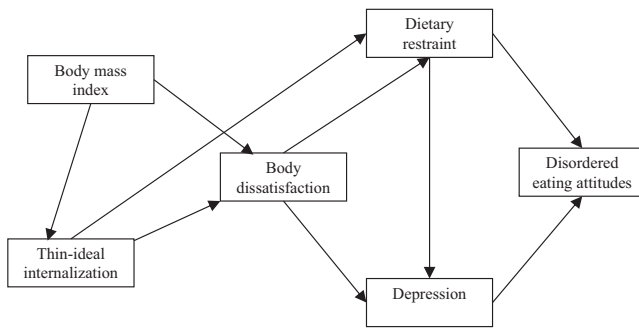 Dietary
restraint
Body mass
index
Body
dissatisfaction
Disordered
eating attitudes
Thin-ideal
internalization
Depression